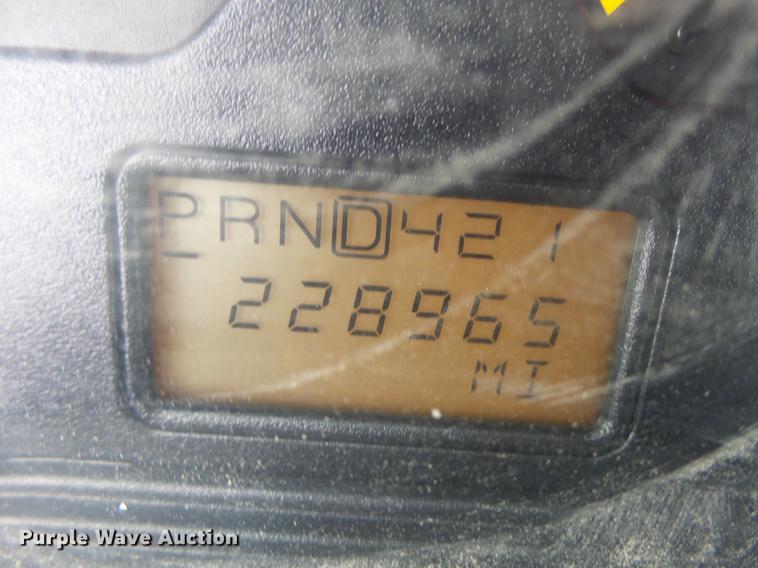 PRND421
228965
MI
Purple Wave Auction